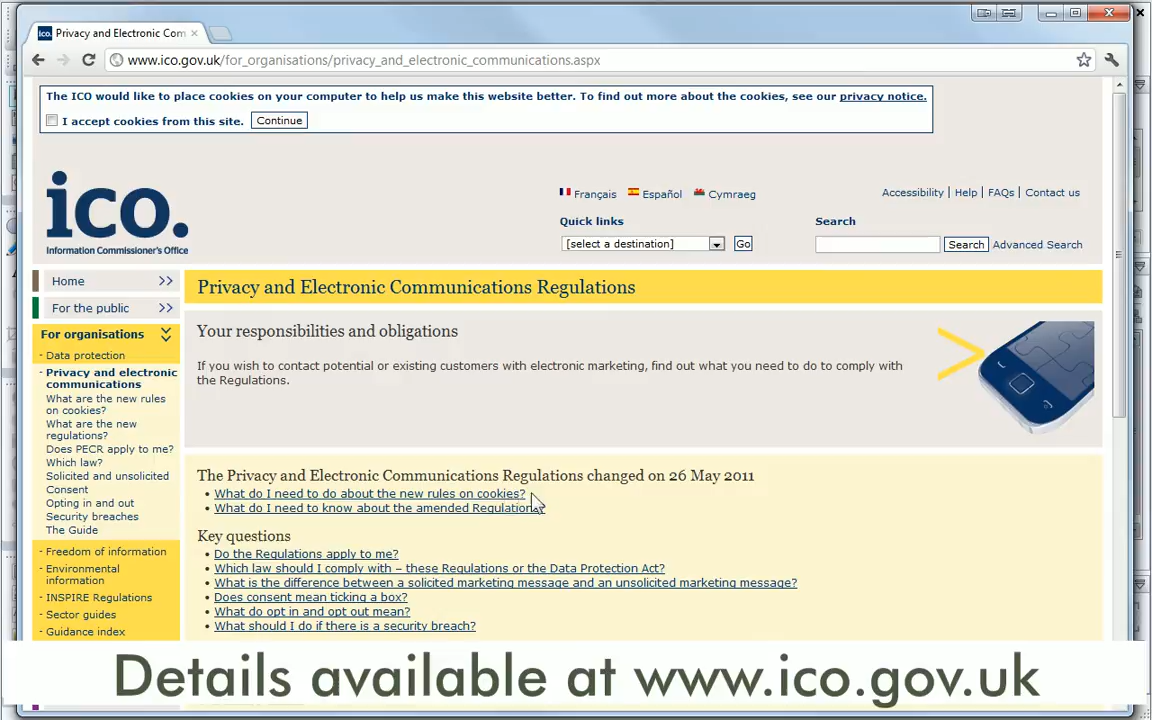 Privacy and Electronic Com
www.ico.gov.uk/for_organisations/privacy_and_electronic_communications.aspx
The ICO would like to place cookies on your computer to help us make this website better. To find out more about the cookies, see our privacy notice.
I accept cookies from this site. Continue
ico.
Information Commissioner's Office
Français Español Cymraeg
Accessibility | Help | FAQs | Contact us
Quick links
[select a destination] Go
Search
Search Advanced Search
Home >>
For the public >>
For organisations
- Data protection
- Privacy and electronic
communications
What are the new rules
on cookies?
What are the new
regulations?
Does PECR apply to me?
Which law?
Solicited and unsolicited
Consent
Opting in and out
Security breaches
The Guide
- Freedom of information
- Environmental
information
- INSPIRE Regulations
- Sector guides
- Guidance index
Privacy and Electronic Communications Regulations
Your responsibilities and obligations
If you wish to contact potential or existing customers with electronic marketing, find out what you need to do to comply with
the Regulations.
The Privacy and Electronic Communications Regulations changed on 26 May 2011
• What do I need to do about the new rules on cookies?
• What do I need to know about the amended Regulation
Key questions
• Do the Regulations apply to me?
• Which law should I comply with – these Regulations or the Data Protection Act?
• What is the difference between a solicited marketing message and an unsolicited marketing message?
• Does consent mean ticking a box?
• What do opt in and opt out mean?
• What should I do if there is a security breach?
Details available at www.ico.gov.uk